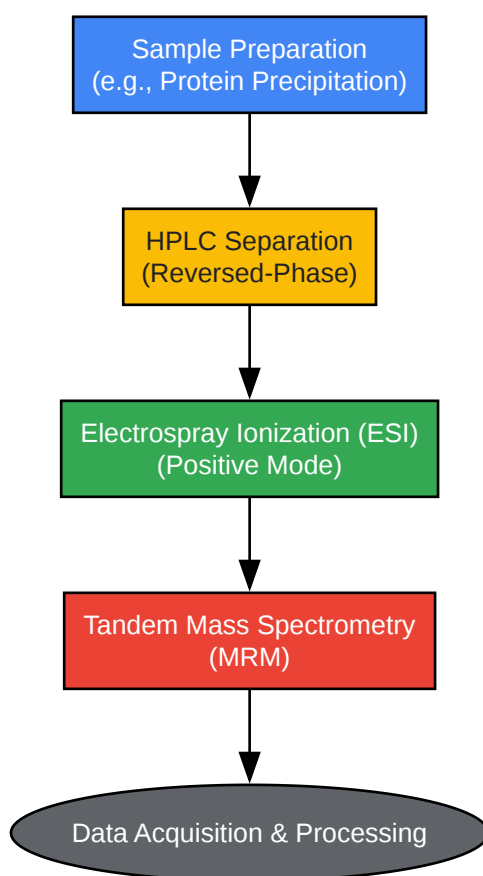 Sample Preparation
(e.g., Protein Precipitation)
HPLC Separation
(Reversed-Phase)
Electrospray Ionization (ESI)
(Positive Mode)
Tandem Mass Spectrometry
(MRM)
Data Acquisition & Processing